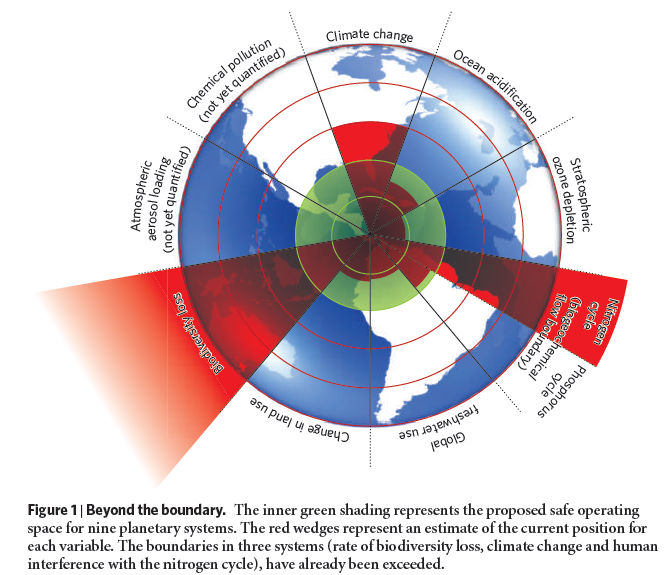 Climate change
Ocean acidification
Stratospheric
ozone depletion
Nitrogen
cycle
(biogeochemical
flow boundary)
Phosphorus
cycle
Global
freshwater use
Change in land use
Biodiversity loss
Atmospheric
aerosol loading
(not yet quantified)
Chemical pollution
(not yet quantified)
Figure 1 | Beyond the boundary. The inner green shading represents the proposed safe operating
space for nine planetary systems. The red wedges represent an estimate of the current position for
each variable. The boundaries in three systems (rate of biodiversity loss, climate change and human
interference with the nitrogen cycle), have already been exceeded.